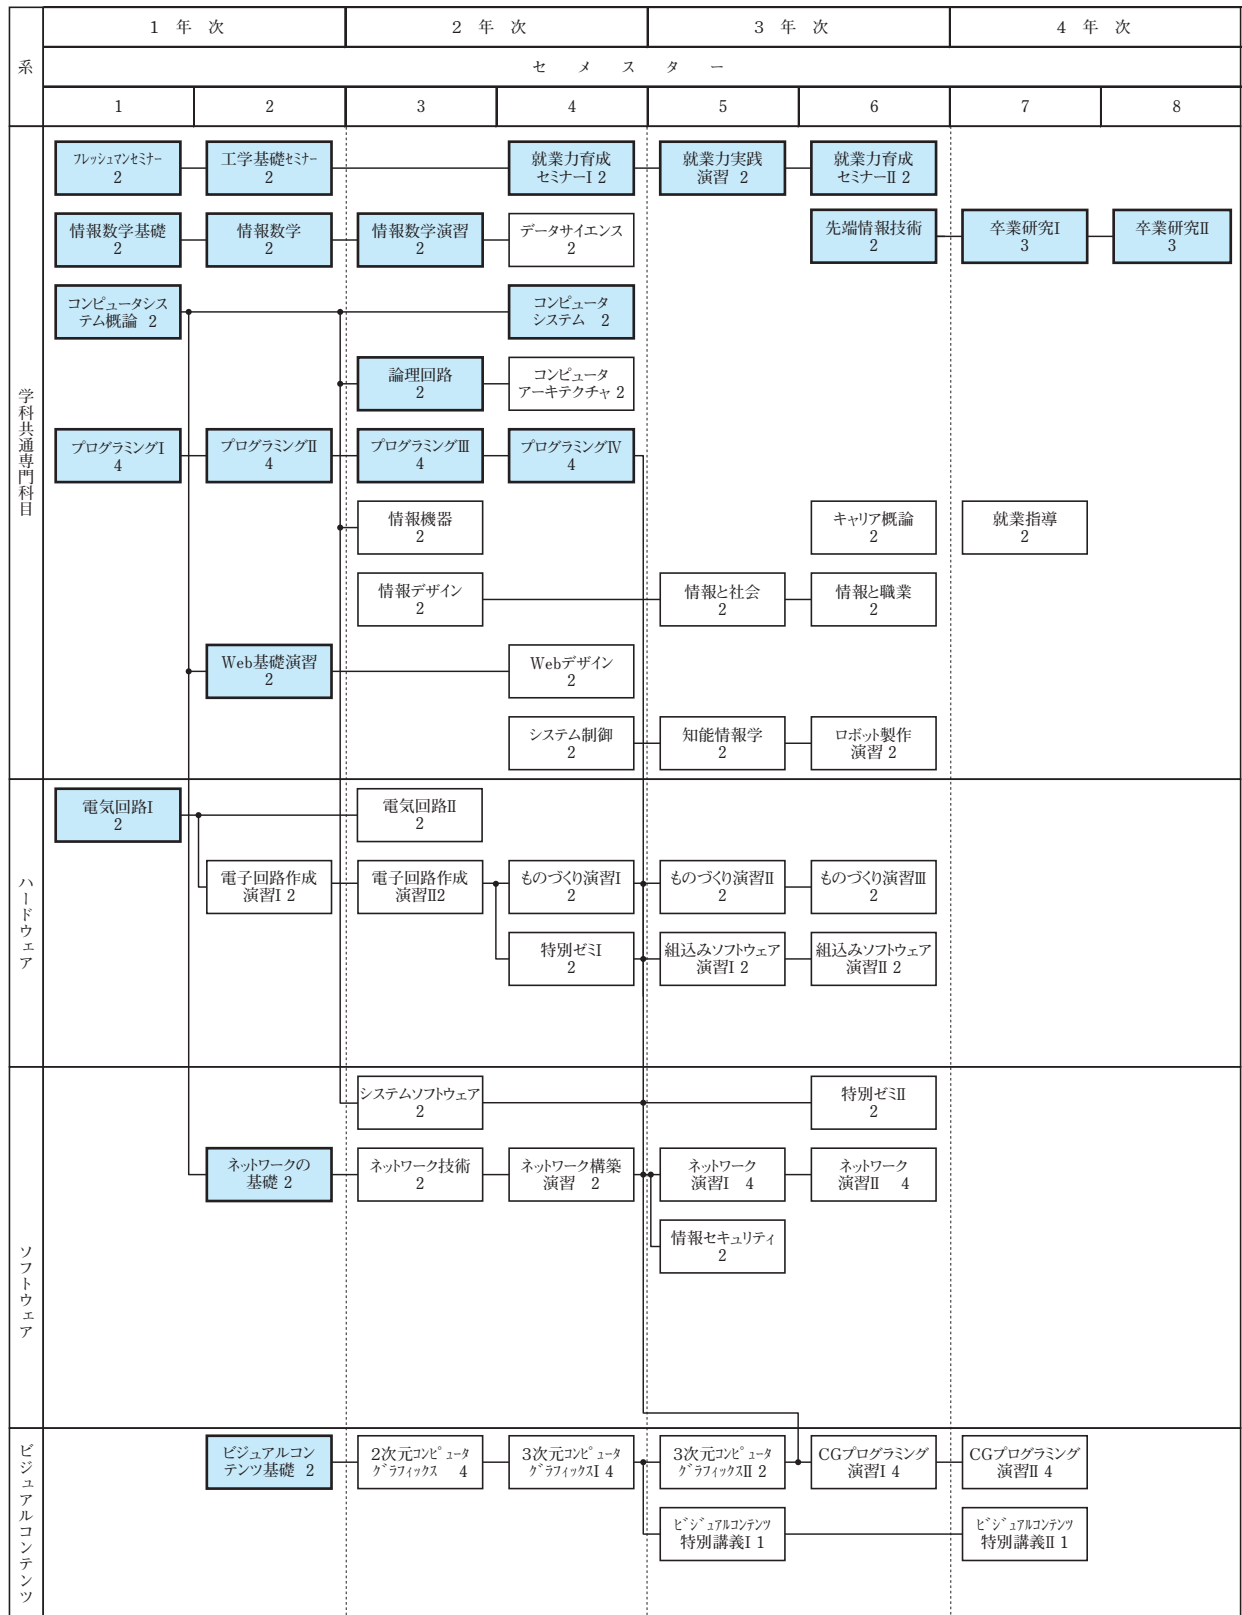 系
1 年 次
2 年 次
3 年 次
4 年 次
セ メ ス タ ー
1
2
3
4
5
6
7
8
学科共通専門科目
フレッシュマンセミナー
2
工学基礎セミナー
2
就業力育成
セミナーⅠ 2
就業力実践
演習 2
就業力育成
セミナーⅡ 2
情報数学基礎
2
情報数学
2
情報数学演習
2
データサイエンス
2
先端情報技術
2
卒業研究Ⅰ
3
卒業研究Ⅱ
3
コンピュータシス
テム概論 2
コンピュータ
システム 2
論理回路
2
コンピュータ
アーキテクチャ 2
プログラミングⅠ
4
プログラミングⅡ
4
プログラミングⅢ
4
プログラミングⅣ
4
情報機器
2
キャリア概論
2
就業指導
2
情報デザイン
2
情報と社会
2
情報と職業
2
Web基礎演習
2
Webデザイン
2
システム制御
2
知能情報学
2
ロボット製作
演習 2
ハードウェア
電気回路Ⅰ
2
電気回路Ⅱ
2
電子回路作成
演習Ⅰ 2
電子回路作成
演習Ⅱ2
ものづくり演習Ⅰ
2
ものづくり演習Ⅱ
2
ものづくり演習Ⅲ
2
特別ゼミⅠ
2
組込みソフトウェア
演習Ⅰ 2
組込みソフトウェア
演習Ⅱ 2
ソフトウェア
システムソフトウェア
2
特別ゼミⅡ
2
ネットワークの
基礎 2
ネットワーク技術
2
ネットワーク構築
演習 2
ネットワーク
演習Ⅰ 4
ネットワーク
演習Ⅱ 4
情報セキュリティ
2
ビジュアルコンテンツ
ビジュアルコン
テンツ基礎 2
2次元コンピュータ
グラフィックス 4
3次元コンピュータ
グラフィックスⅠ 4
3次元コンピュータ
グラフィックスⅡ 2
CGプログラミング
演習Ⅰ 4
CGプログラミング
演習Ⅱ 4
ビジュアルコンテンツ
特別講義Ⅰ 1
ビジュアルコンテンツ
特別講義Ⅱ 1